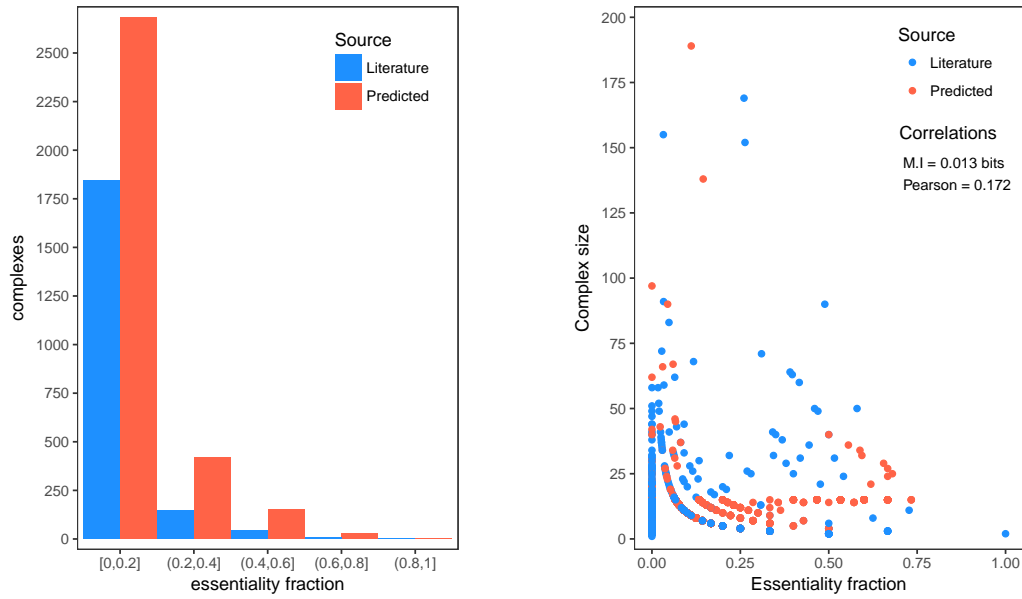 complexes
2500
2250
2000
1750
1500
1250
1000
750
500
250
0
[0,0.2]
(0.2,0.4]
(0.4,0.6]
(0.6,0.8]
(0.8,1]
essentiality fraction
Source
Literature
Predicted
Complex size
200
175
150
125
100
75
50
25
0
0.00
0.25
0.50
0.75
1.00
Essentiality fraction
Source
Literature
Predicted
Correlations
M.I = 0.013 bits
Pearson = 0.172